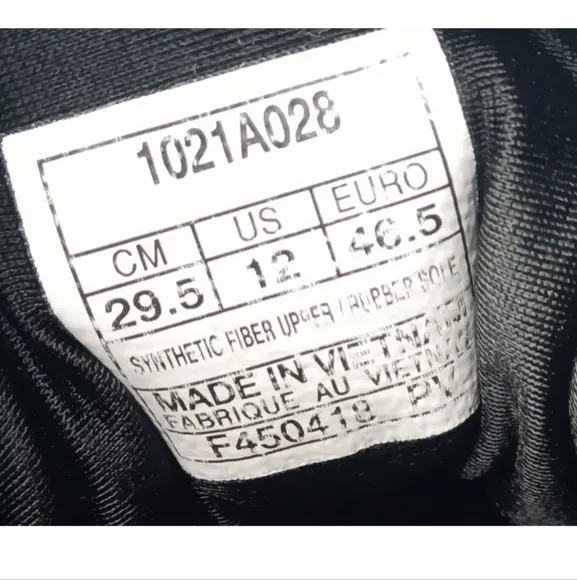 1021A028
CM US EURO
29.5 12 46.5
SYNTHETIC FIBER UPPER / RUBBER SOLE
MADE IN VIETNAM
FABRIQUE AU VIETNAM
F450418 PV